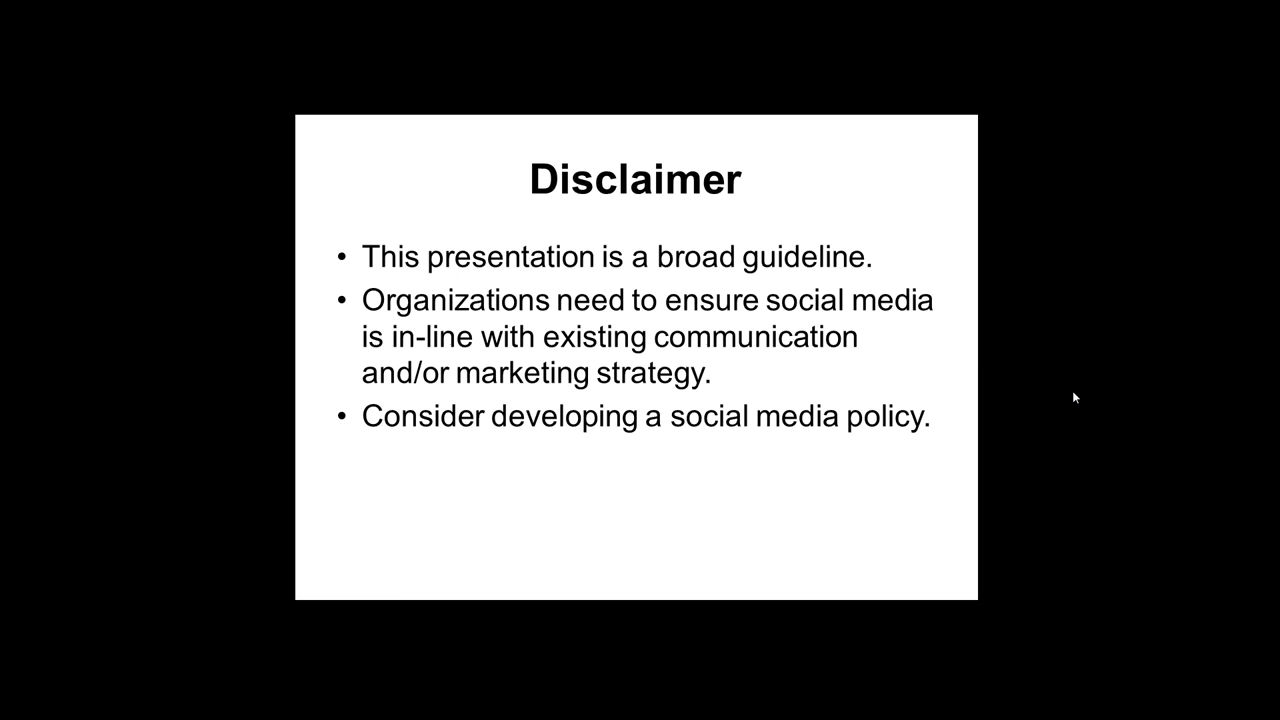 Disclaimer
• This presentation is a broad guideline.
• Organizations need to ensure social media
is in-line with existing communication
and/or marketing strategy.
• Consider developing a social media policy.